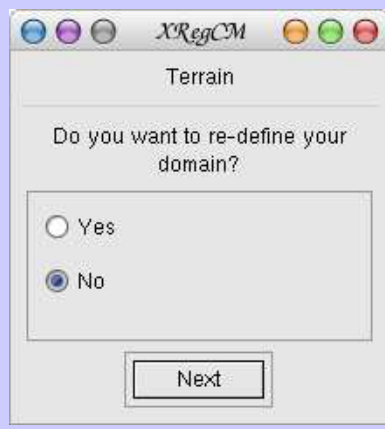 XRegCM
Terrain
Do you want to re-define your
domain?
Yes
No
Next